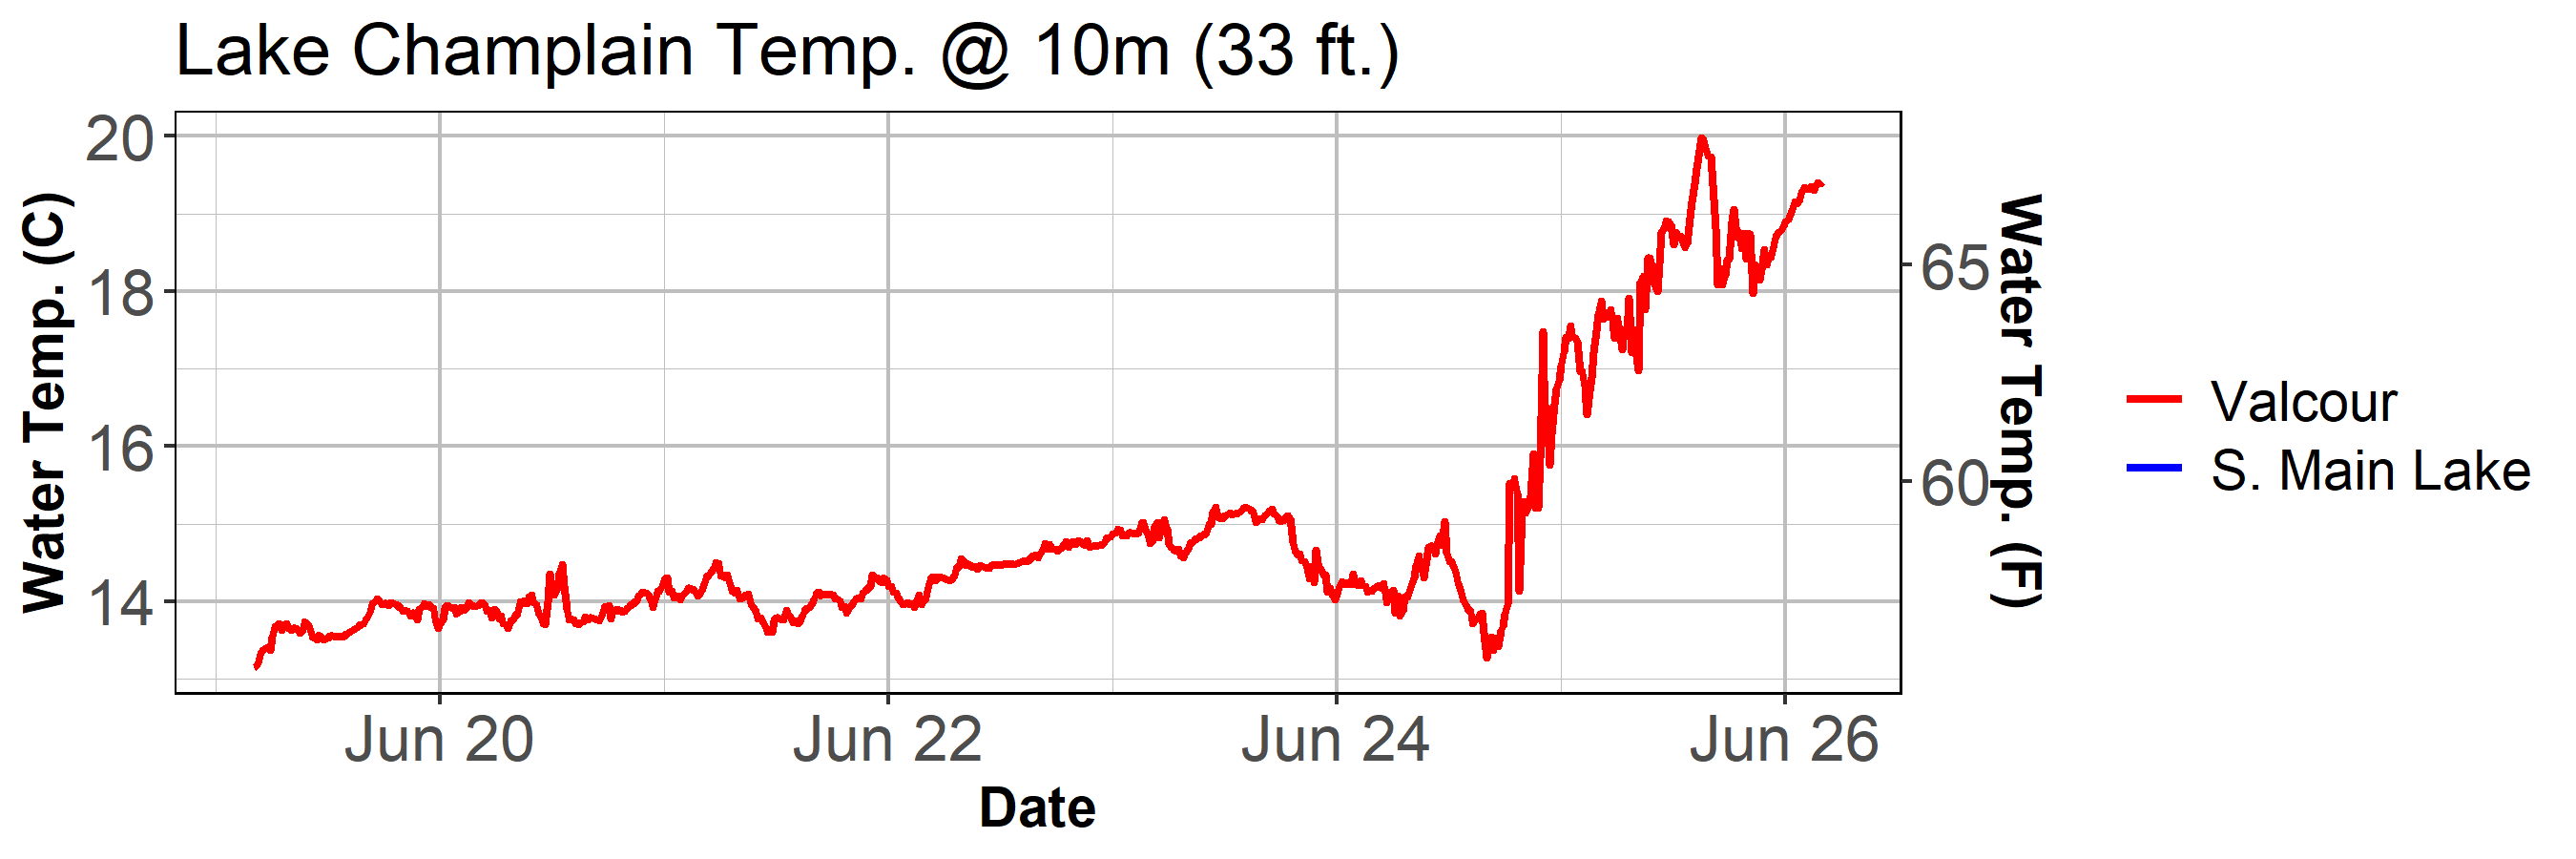 Lake Champlain Temp. @ 10m (33 ft.)
Water Temp. (C)
20
18
16
14
65
60
Water Temp. (F)
Jun 20
Jun 22
Jun 24
Jun 26
Date
Valcour
S. Main Lake